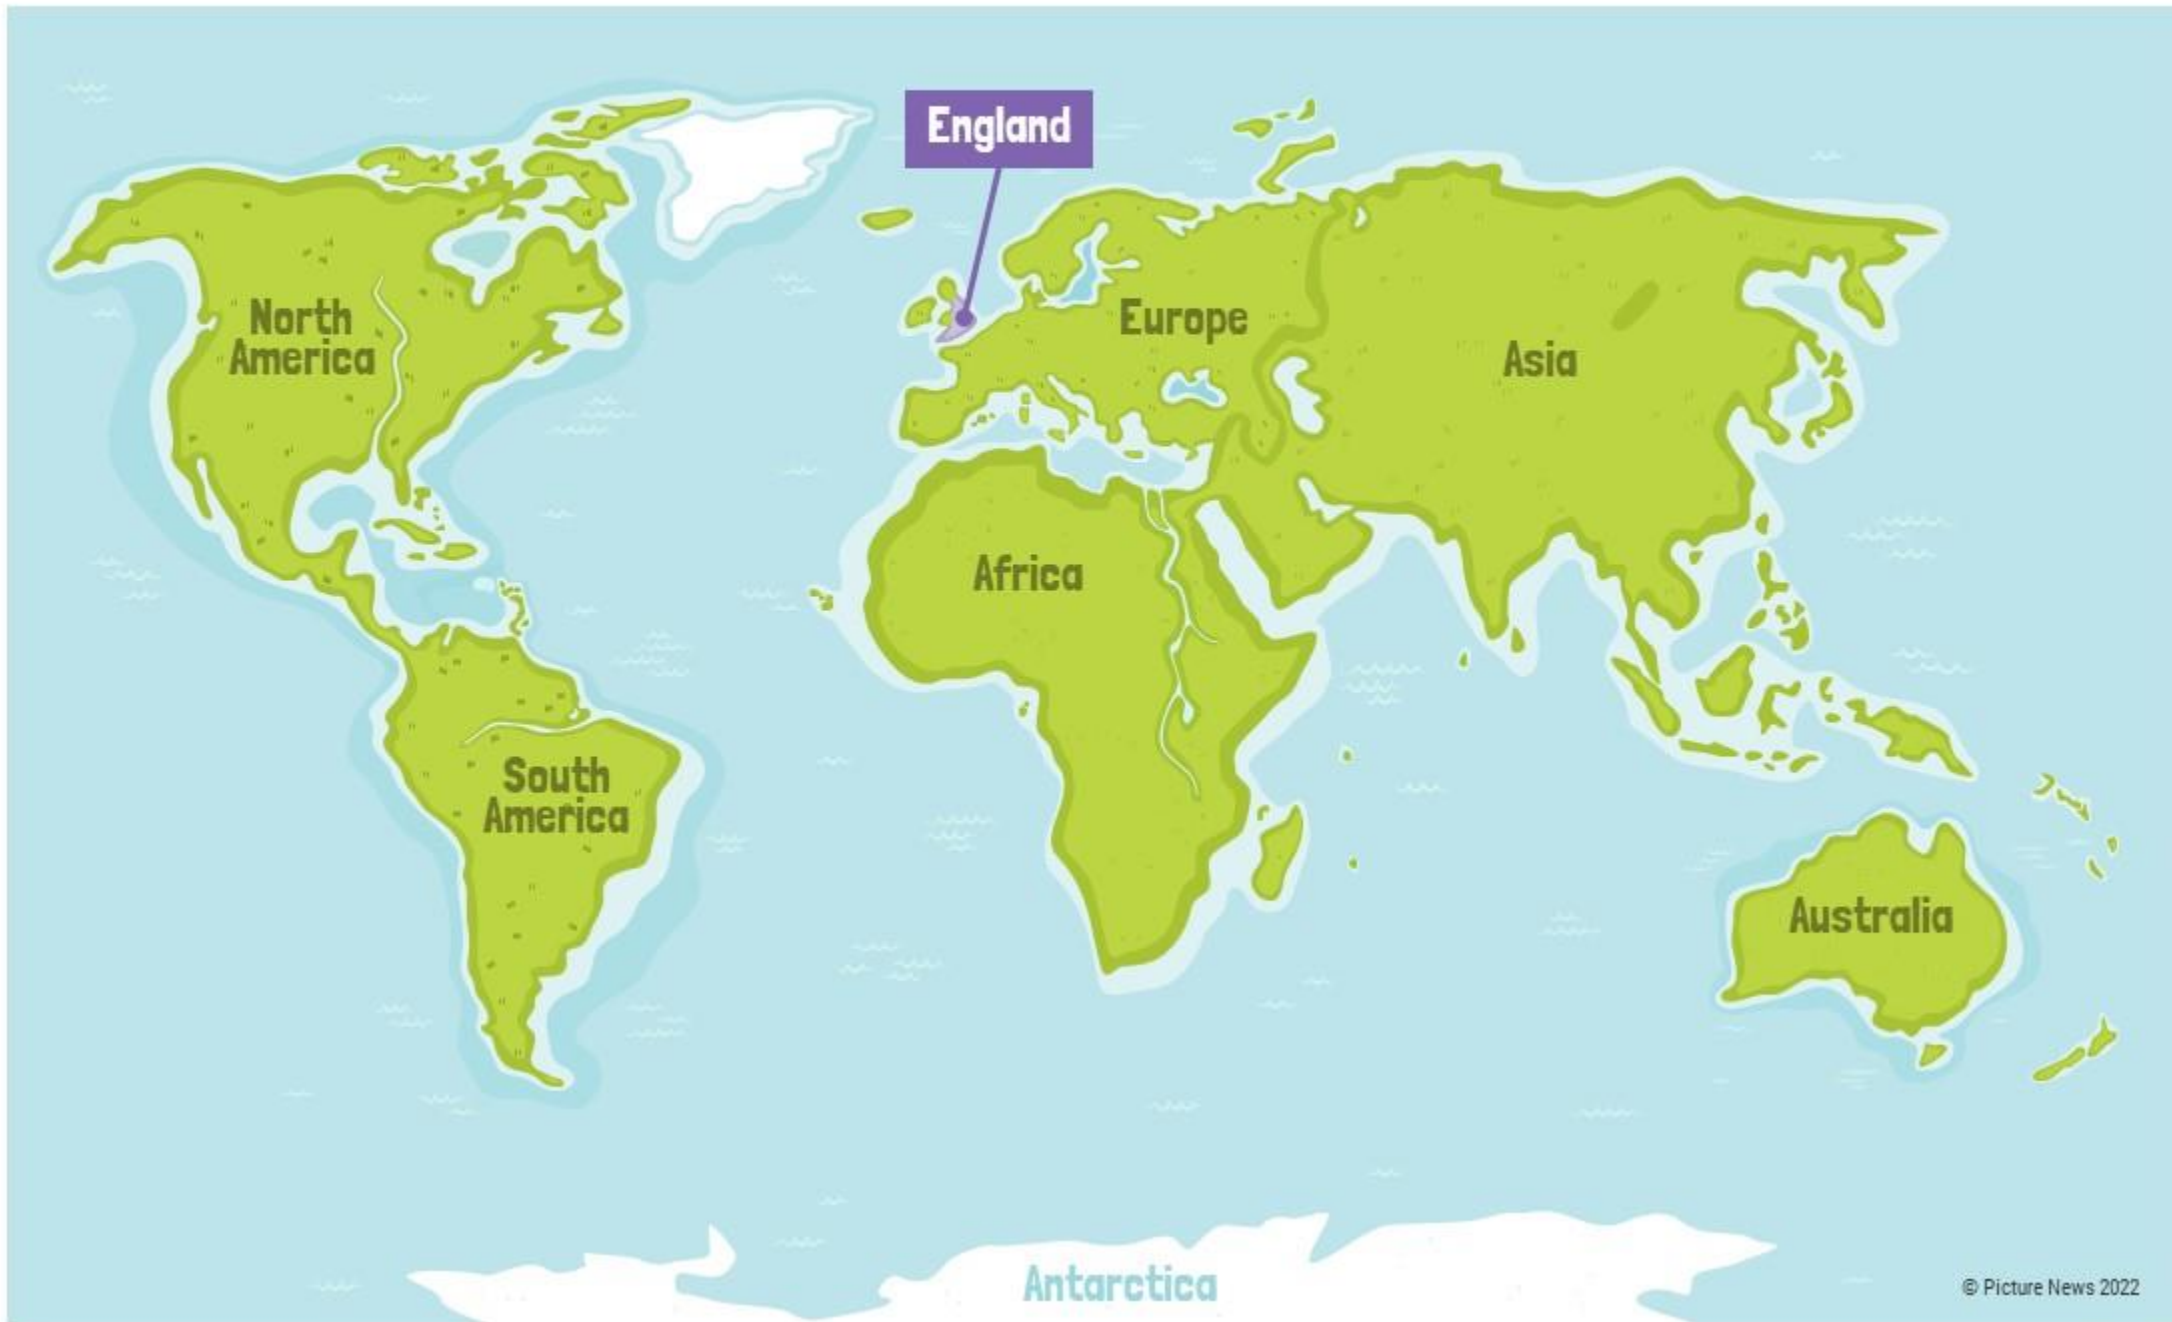 England
North
America
Europe
Asia
Africa
South
America
Australia
Antarctica
© Picture News 2022